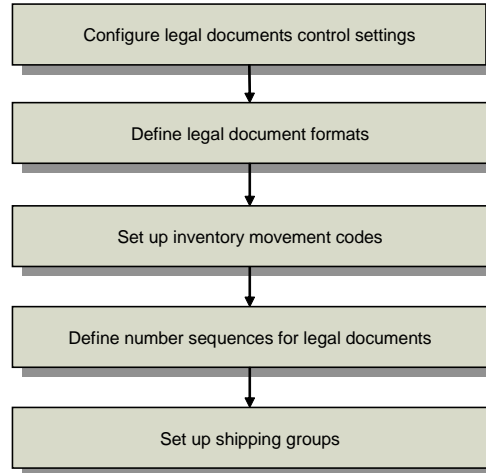 Configure legal documents control settings
Define legal document formats
Set up inventory movement codes
Define number sequences for legal documents
Set up shipping groups